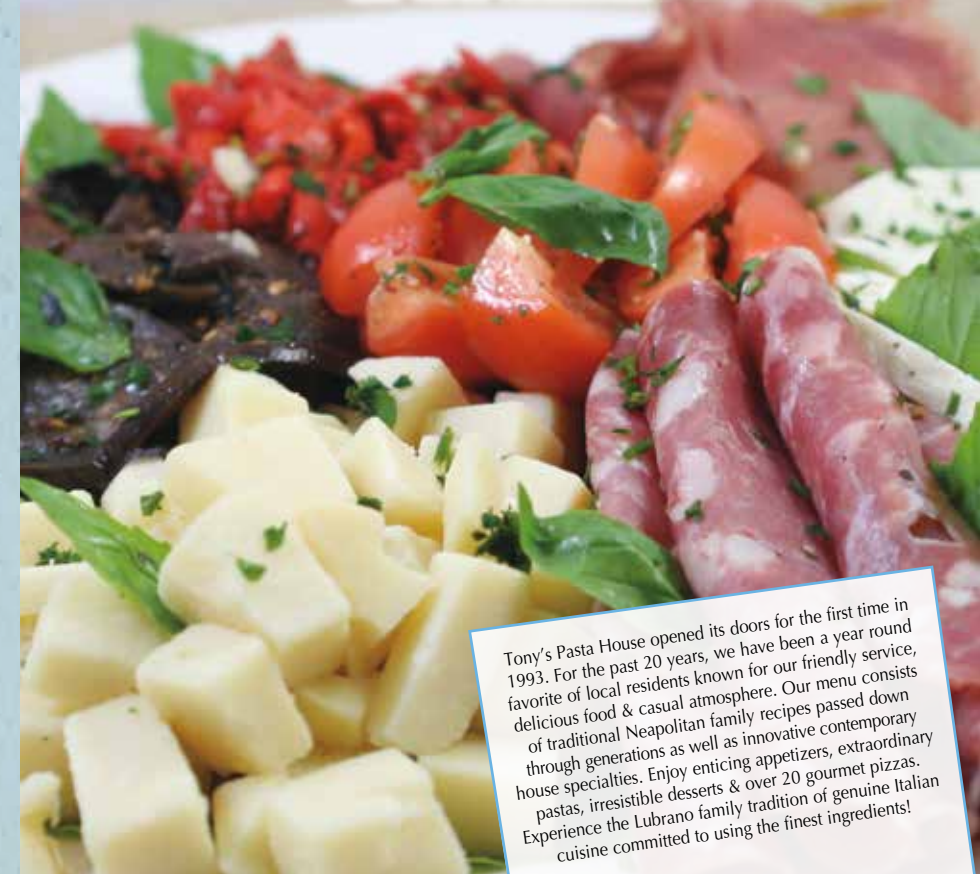 Tony's Pasta House opened its doors for the first time in
1993. For the past 20 years, we have been a year round
favorite of local residents known for our friendly service,
delicious food & casual atmosphere. Our menu consists
of traditional Neapolitan family recipes passed down
through generations as well as innovative contemporary
house specialties. Enjoy enticing appetizers, extraordinary
pastas, irresistible desserts & over 20 gourmet pizzas.
Experience the Lubrano family tradition of genuine Italian
cuisine committed to using the finest ingredients!